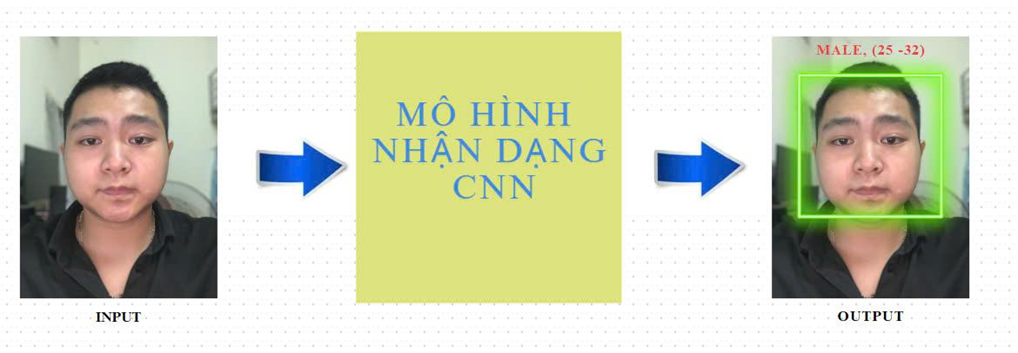 MALE, (25 -32)
MÔ HÌNH
NHẬN DẠNG
CNN
INPUT
OUTPUT